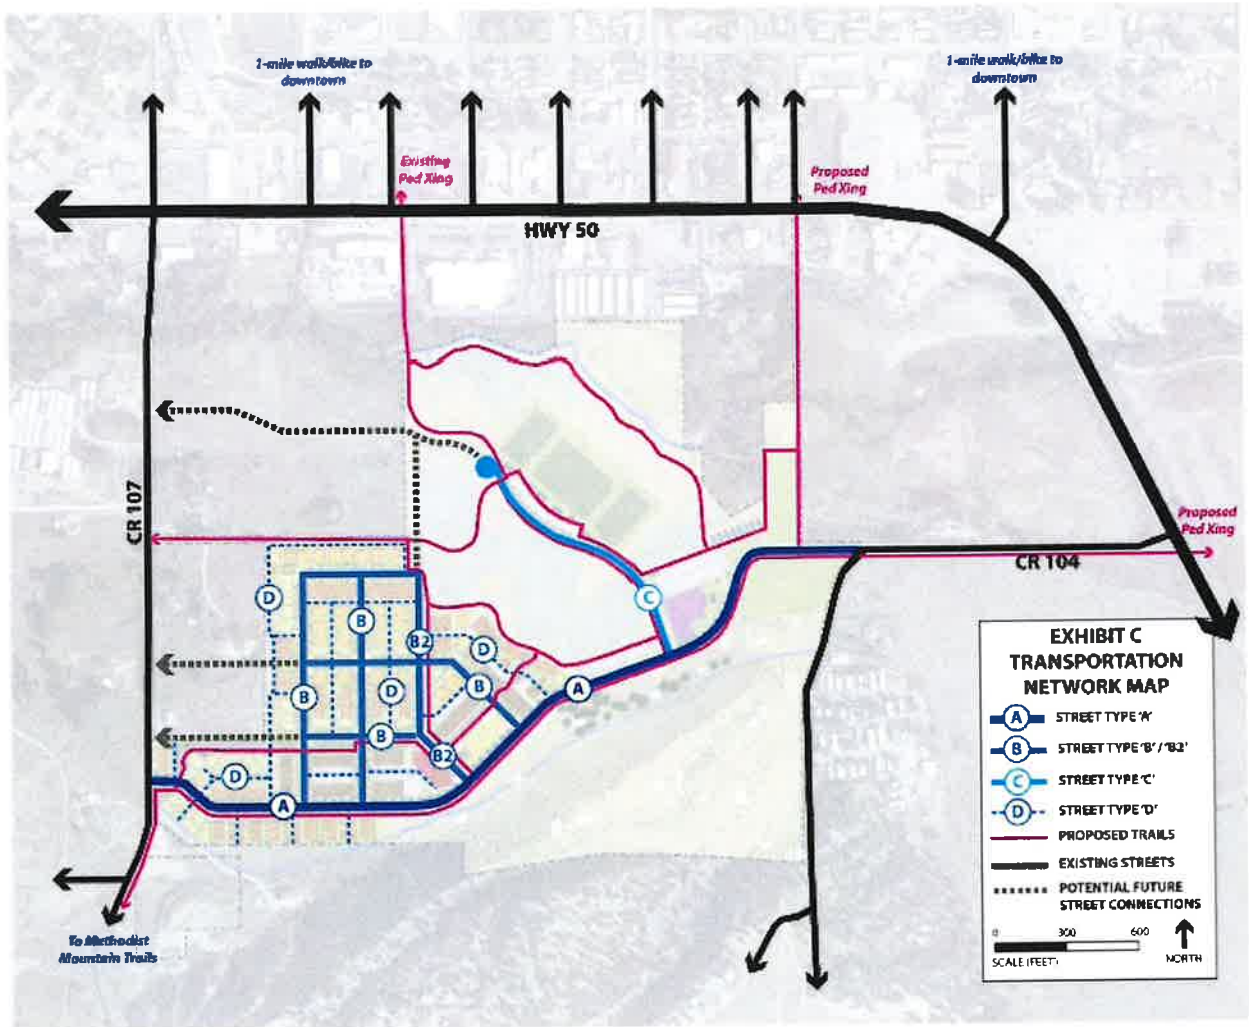 1-mile walk/bike to
downtown
1-mile walk/bike to
downtown
Existing
Ped Xing
Proposed
Ped Xing
HWY 50
CR 107
Proposed
Ped Xing
CR 104
C
D
B
B2
D
B
D
B
A
B
B2
D
A
To Methodist
Mountain Trails
EXHIBIT C
TRANSPORTATION
NETWORK MAP
A STREET TYPE 'A'
B STREET TYPE 'B' / 'B2'
C STREET TYPE 'C'
D STREET TYPE 'D'
PROPOSED TRAILS
EXISTING STREETS
POTENTIAL FUTURE
STREET CONNECTIONS
0 300 600
SCALE (FEET)
NORTH